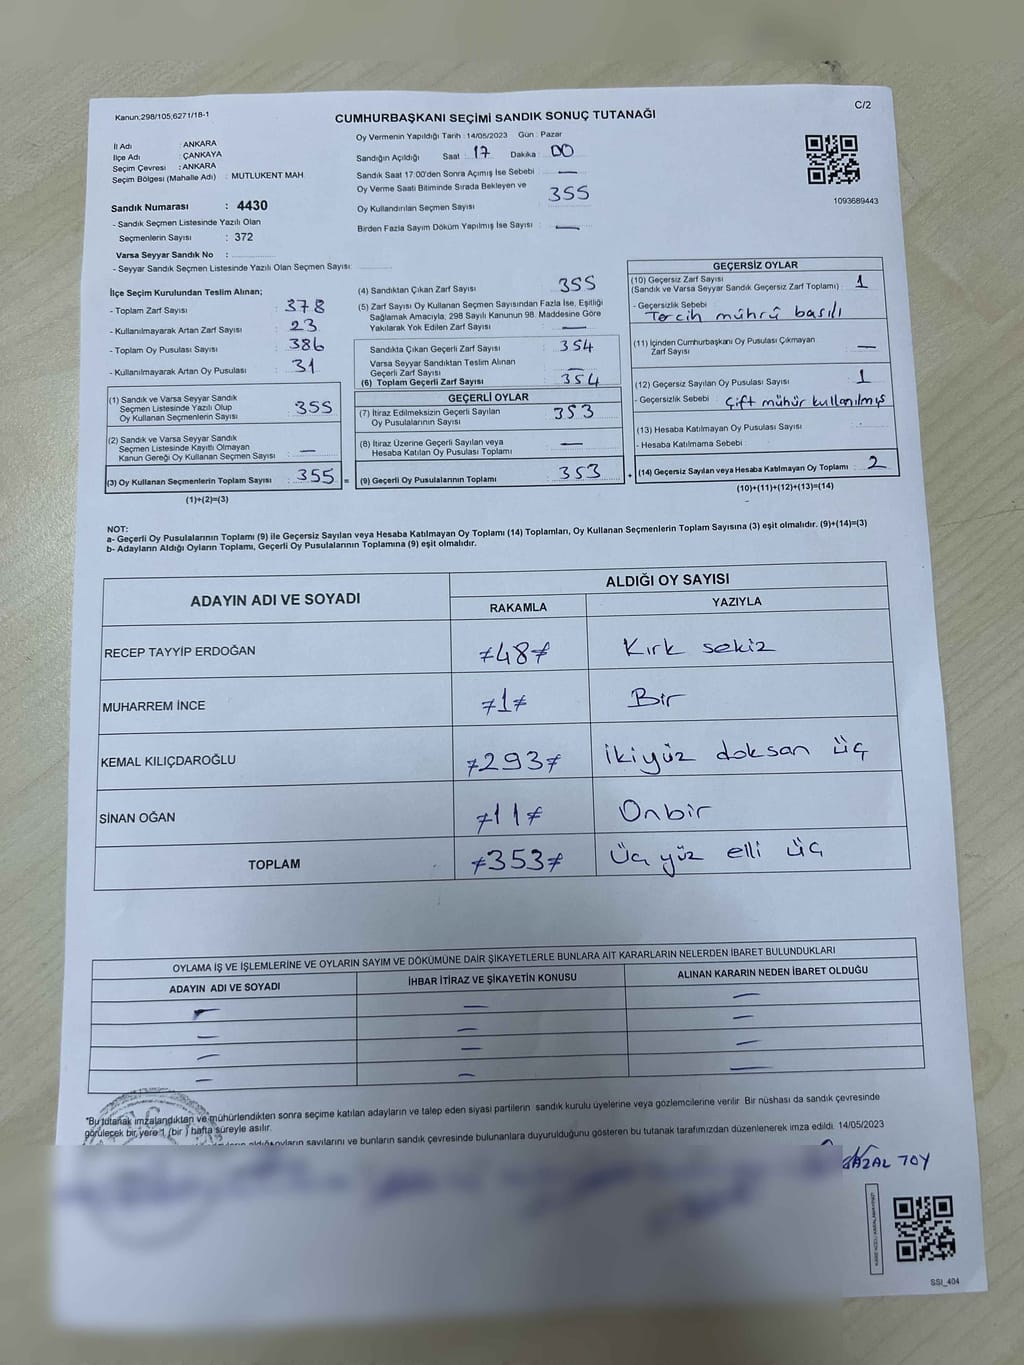 Kanun:298/105,6271/18-1
C/2
CUMHURBAŞKANI SEÇİMİ SANDIK SONUÇ TUTANAĞI
İl Adı : ANKARA
İlçe Adı : ÇANKAYA
Seçim Çevresi : ANKARA
Seçim Bölgesi (Mahalle Adı) : MUTLUKENT MAH.
Sandık Numarası : 4430
- Sandık Seçmen Listesinde Yazılı Olan
Seçmenlerin Sayısı : 372
Varsa Seyyar Sandık No :
- Seyyar Sandık Seçmen Listesinde Yazılı Olan Seçmen Sayısı:
Oy Vermenin Yapıldığı Tarih : 14/05/2023 Gün : Pazar
Sandığın Açıldığı Saat : 17 Dakika : 00
Sandık Saat 17:00'den Sonra Açımış İse Sebebi : —
Oy Verme Saati Bitiminde Sırada Bekleyen ve
Oy Kullandırılan Seçmen Sayısı : 355
Birden Fazla Sayım Döküm Yapılmış İse Sayısı : —
1093689443
İlçe Seçim Kurulundan Teslim Alınan;
- Toplam Zarf Sayısı : 378
- Kullanılmayarak Artan Zarf Sayısı : 23
- Toplam Oy Pusulası Sayısı : 386
- Kullanılmayarak Artan Oy Pusulası : 31
(1) Sandık ve Varsa Seyyar Sandık
Seçmen Listesinde Yazılı Olup
Oy Kullanan Seçmenlerin Sayısı : 355
(2) Sandık ve Varsa Seyyar Sandık
Seçmen Listesinde Kayıtlı Olmayan
Kanun Gereği Oy Kullanan Seçmen Sayısı : —
(3) Oy Kullanan Seçmenlerin Toplam Sayısı : 355
(1)+(2)=(3)
(4) Sandıktan Çıkan Zarf Sayısı : 355
(5) Zarf Sayısı Oy Kullanan Seçmen Sayısından Fazla İse, Eşitliği
Sağlamak Amacıyla, 298 Sayılı Kanunun 98. Maddesine Göre
Yakılarak Yok Edilen Zarf Sayısı : —
Sandıkta Çıkan Geçerli Zarf Sayısı : 354
Varsa Seyyar Sandıktan Teslim Alınan
Geçerli Zarf Sayısı : —
(6) Toplam Geçerli Zarf Sayısı : 354
GEÇERLİ OYLAR
(7) İtiraz Edilmeksizin Geçerli Sayılan
Oy Pusulalarının Sayısı : 353
(8) İtiraz Üzerine Geçerli Sayılan veya
Hesaba Katılan Oy Pusulası Toplamı : —
= (9) Geçerli Oy Pusulalarının Toplamı : 353
GEÇERSİZ OYLAR
(10) Geçersiz Zarf Sayısı
(Sandık ve Varsa Seyyar Sandık Geçersiz Zarf Toplamı) : 1
- Geçersizlik Sebebi
: Tercih mührü basılı
(11) İçinden Cumhurbaşkanı Oy Pusulası Çıkmayan
Zarf Sayısı : —
(12) Geçersiz Sayılan Oy Pusulası Sayısı : 1
- Geçersizlik Sebebi : Çift mühür kullanılmış
(13) Hesaba Katılmayan Oy Pusulası Sayısı :
- Hesaba Katılmama Sebebi :
+ (14) Geçersiz Sayılan veya Hesaba Katılmayan Oy Toplamı : 2
(10)+(11)+(12)+(13)=(14)
NOT:
a- Geçerli Oy Pusulalarının Toplamı (9) ile Geçersiz Sayılan veya Hesaba Katılmayan Oy Toplamı (14) Toplamları, Oy Kullanan Seçmenlerin Toplam Sayısına (3) eşit olmalıdır. (9)+(14)=(3)
b- Adayların Aldığı Oyların Toplamı, Geçerli Oy Pusulalarının Toplamına (9) eşit olmalıdır.
ADAYIN ADI VE SOYADI
ALDIĞI OY SAYISI
RAKAMLA YAZIYLA
RECEP TAYYİP ERDOĞAN ≠48≠ Kırk sekiz
MUHARREM İNCE ≠1≠ Bir
KEMAL KILIÇDAROĞLU ≠293≠ İkiyüz doksan üç
SİNAN OĞAN ≠11≠ Onbir
TOPLAM ≠353≠ Üç yüz elli üç
OYLAMA İŞ VE İŞLEMLERİNE VE OYLARIN SAYIM VE DÖKÜMÜNE DAİR ŞİKAYETLERLE BUNLARA AİT KARARLARIN NELERDEN İBARET BULUNDUKLARI
ADAYIN ADI VE SOYADI İHBAR İTİRAZ VE ŞİKAYETİN KONUSU ALINAN KARARIN NEDEN İBARET OLDUĞU
— — —
— — —
— — —
— — —
*Bu tutanak imzalandıktan ve mühürlendikten sonra seçime katılan adayların ve talep eden siyasi partilerin sandık kurulu üyelerine veya gözlemcilerine verilir. Bir nüshası da sandık çevresinde
görülecek bir yere 1 (bir) hafta süreyle asılır.
aldığı oyların sayılarını ve bunların sandık çevresinde bulunanlara duyurulduğunu gösteren bu tutanak tarafımızdan düzenlenerek imza edildi. 14/05/2023
TOY
SSI_404